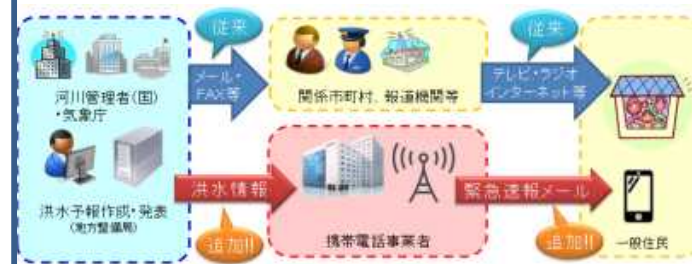 従来
従来
メール・
FAX等
テレビ・ラジオ
インターネット等
河川管理者(国)
・気象庁
関係市町村、報道機関等
洪水情報
緊急速報メール
洪水予報作成・発表
(地方整備局)
追加!!
携帯電話事業者
追加!!
一般住民